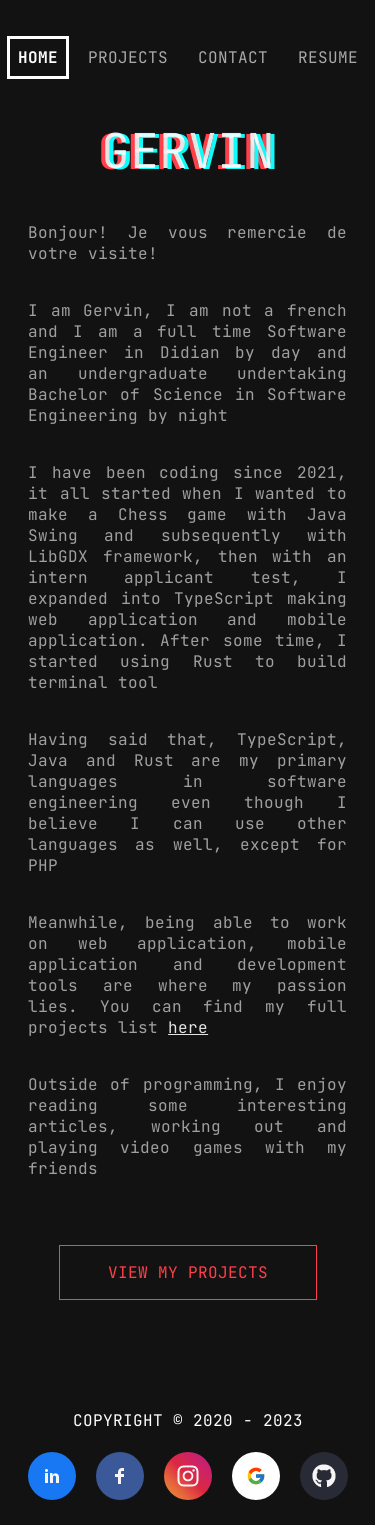 HOME PROJECTS CONTACT RESUME
GERVIN
Bonjour! Je vous remercie de
votre visite!
I am Gervin, I am not a french
and I am a full time Software
Engineer in Didian by day and
an undergraduate undertaking
Bachelor of Science in Software
Engineering by night
I have been coding since 2021,
it all started when I wanted to
make a Chess game with Java
Swing and subsequently with
LibGDX framework, then with an
intern applicant test, I
expanded into TypeScript making
web application and mobile
application. After some time, I
started using Rust to build
terminal tool
Having said that, TypeScript,
Java and Rust are my primary
languages in software
engineering even though I
believe I can use other
languages as well, except for
PHP
Meanwhile, being able to work
on web application, mobile
application and development
tools are where my passion
lies. You can find my full
projects list here
Outside of programming, I enjoy
reading some interesting
articles, working out and
playing video games with my
friends
VIEW MY PROJECTS
COPYRIGHT © 2020 - 2023